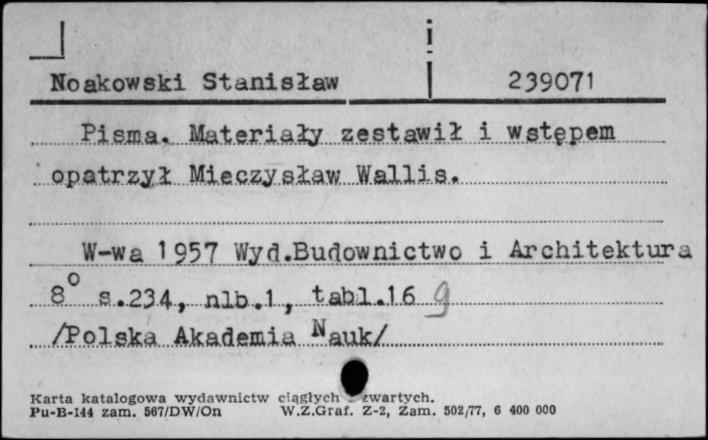 Noakowski Stanisław 239071
Pisma. Materiały zestawił i wstępem
opatrzył Mieczysław Wallis.
W-wa 1957 Wyd.Budownictwo i Architektura
8° s.234, nlb.1, tabl.16 g
/Polska Akademia Nauk/
Karta katalogowa wydawnictw ciągłych - zwartych.
Pu-B-144 zam. 567/DW/On W.Z.Graf. Z-2, Zam. 502/77, 6 400 000